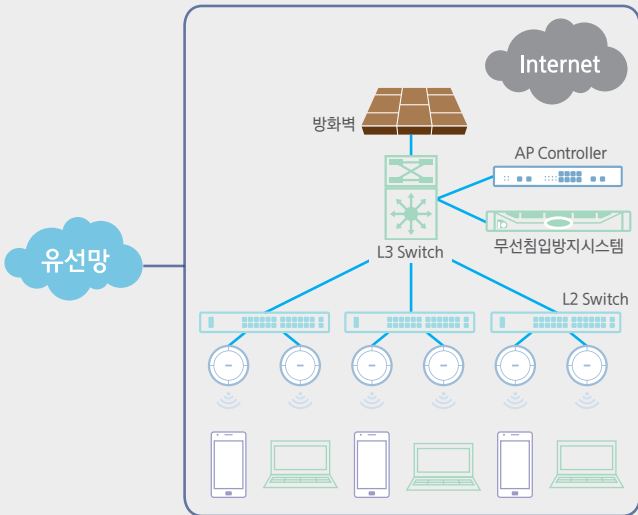 Internet
방화벽
AP Controller
유선망
L3 Switch
무선침입방지시스템
L2 Switch